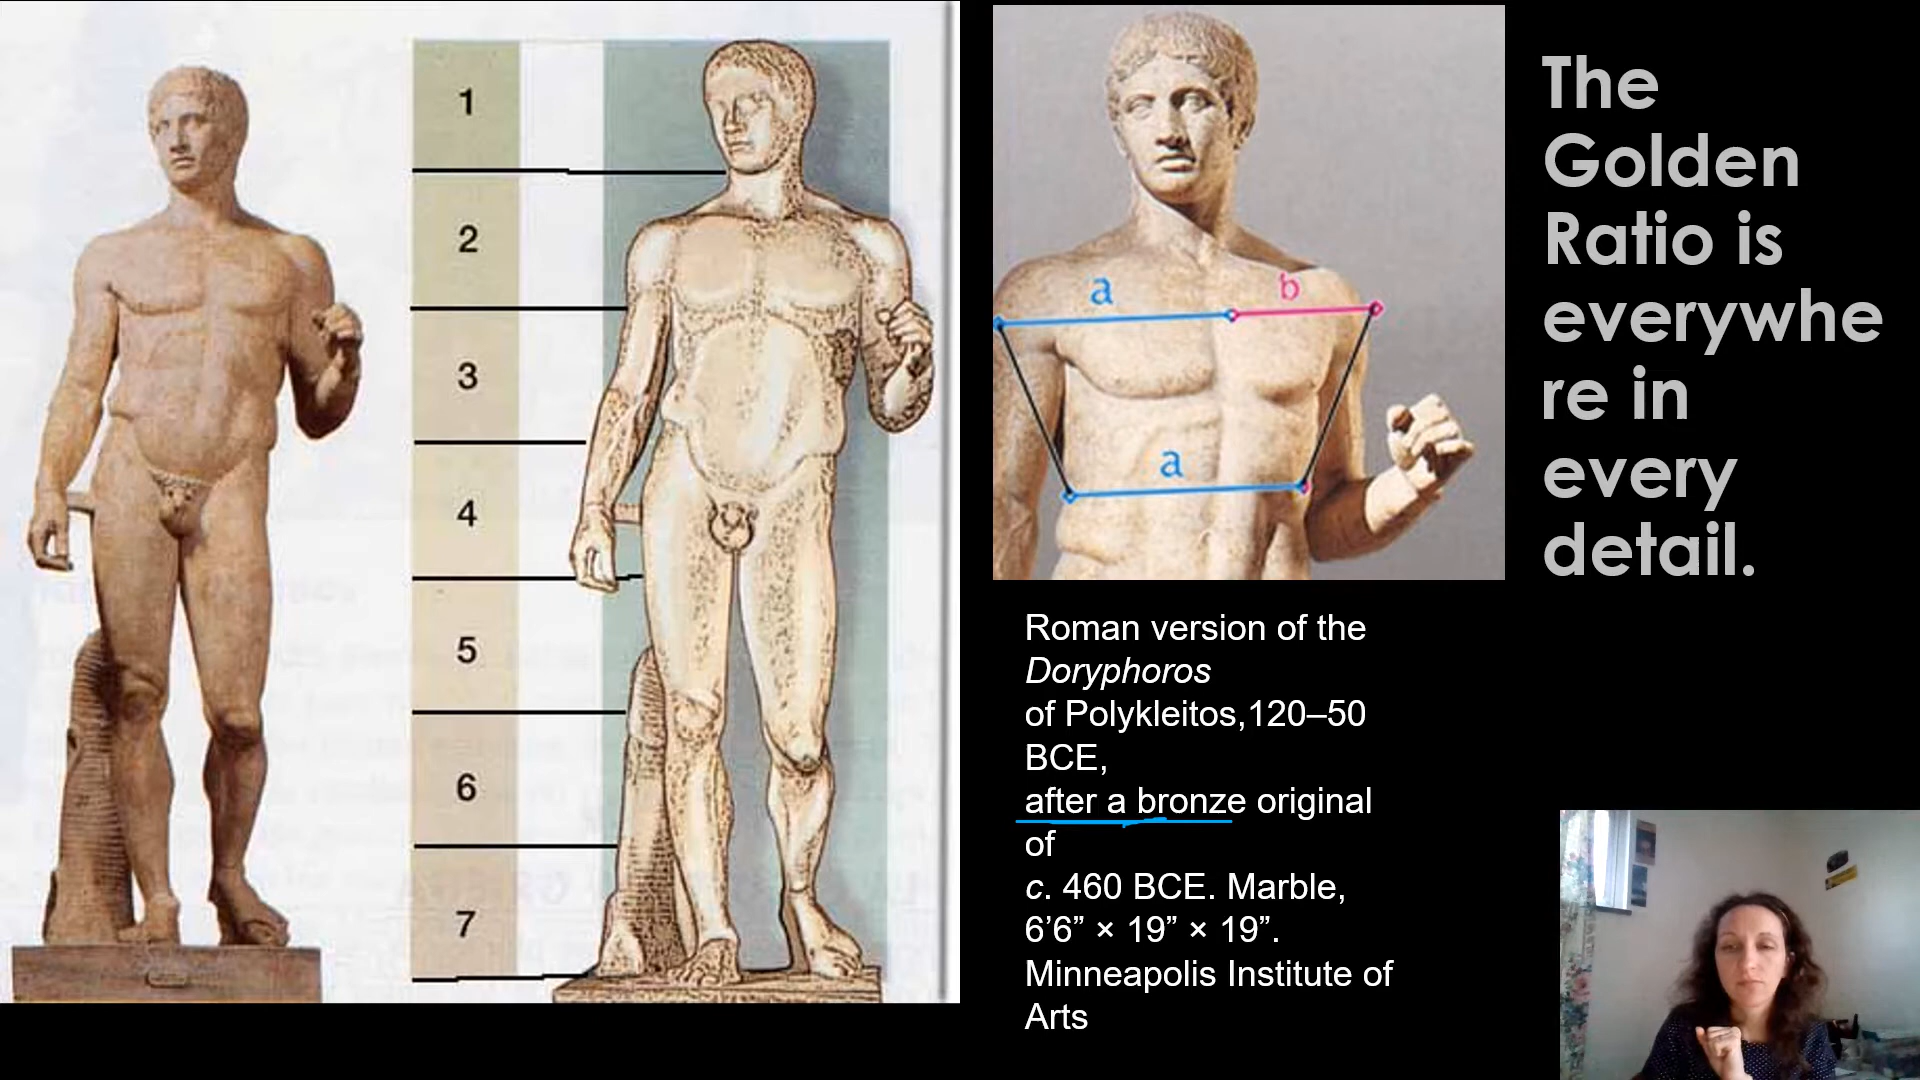 1
2
3
4
5
6
7
a
b
a
The
Golden
Ratio is
everywhe
re in
every
detail.
Roman version of the
Doryphoros
of Polykleitos,120–50
BCE,
after a bronze original
of
c. 460 BCE. Marble,
6’6” × 19” × 19”.
Minneapolis Institute of
Arts